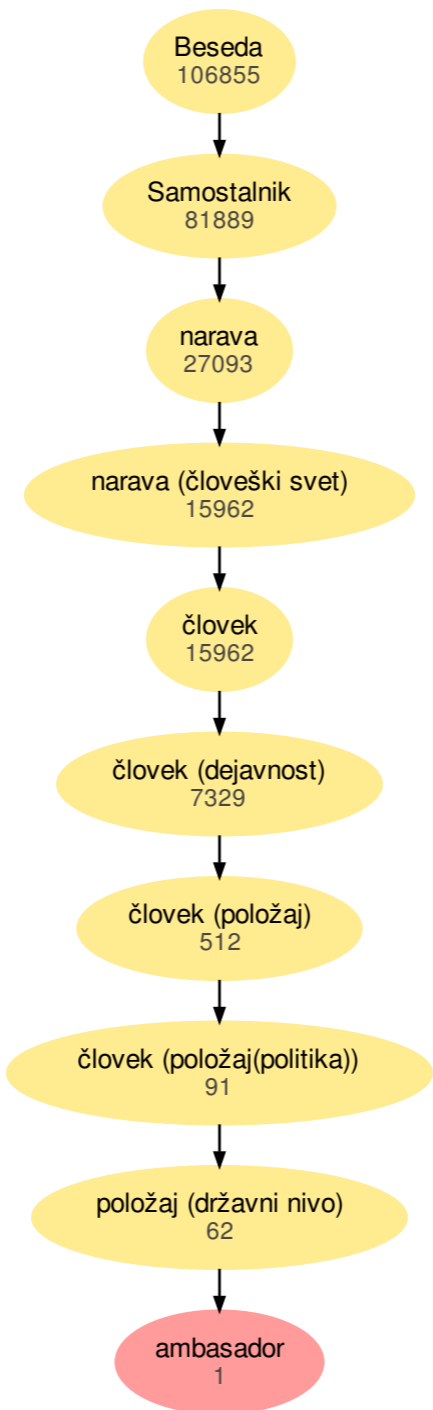 Beseda
106855
Samostalnik
81889
narava
27093
narava (človeški svet)
15962
človek
15962
človek (dejavnost)
7329
človek (položaj)
512
človek (položaj(politika))
91
položaj (državni nivo)
62
ambasador
1